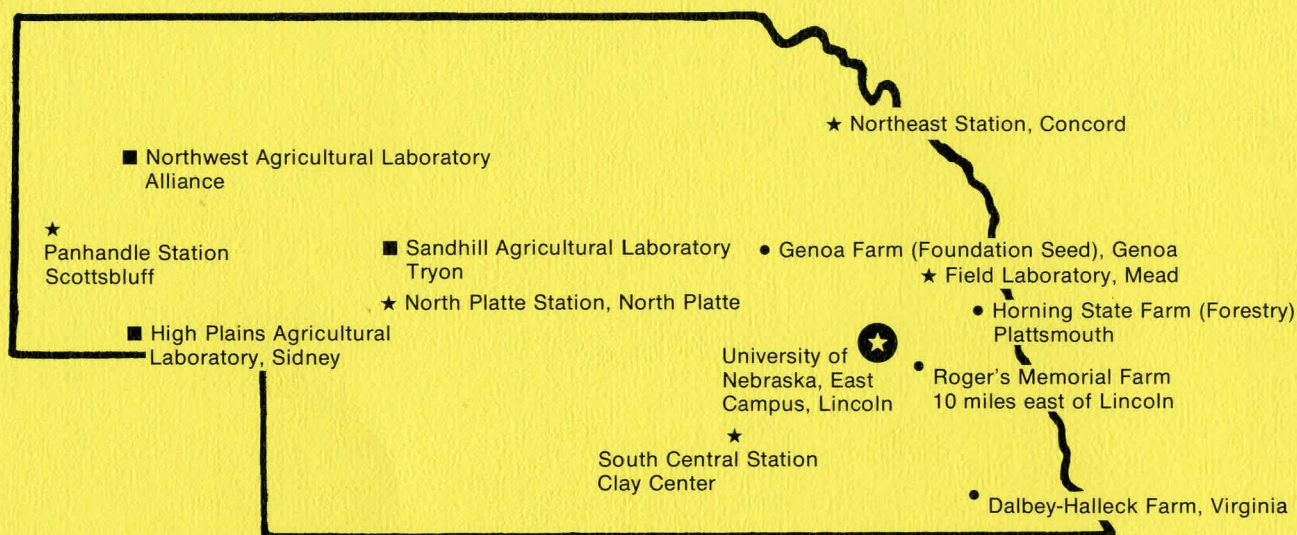 ★ Northeast Station, Concord
■ Northwest Agricultural Laboratory
Alliance
★
Panhandle Station
Scottsbluff
■ Sandhill Agricultural Laboratory
Tryon
• Genoa Farm (Foundation Seed), Genoa
★ Field Laboratory, Mead
★ North Platte Station, North Platte
• Horning State Farm (Forestry)
Plattsmouth
■ High Plains Agricultural
Laboratory, Sidney
University of
Nebraska, East
Campus, Lincoln
• Roger's Memorial Farm
10 miles east of Lincoln
★
South Central Station
Clay Center
• Dalbey-Halleck Farm, Virginia